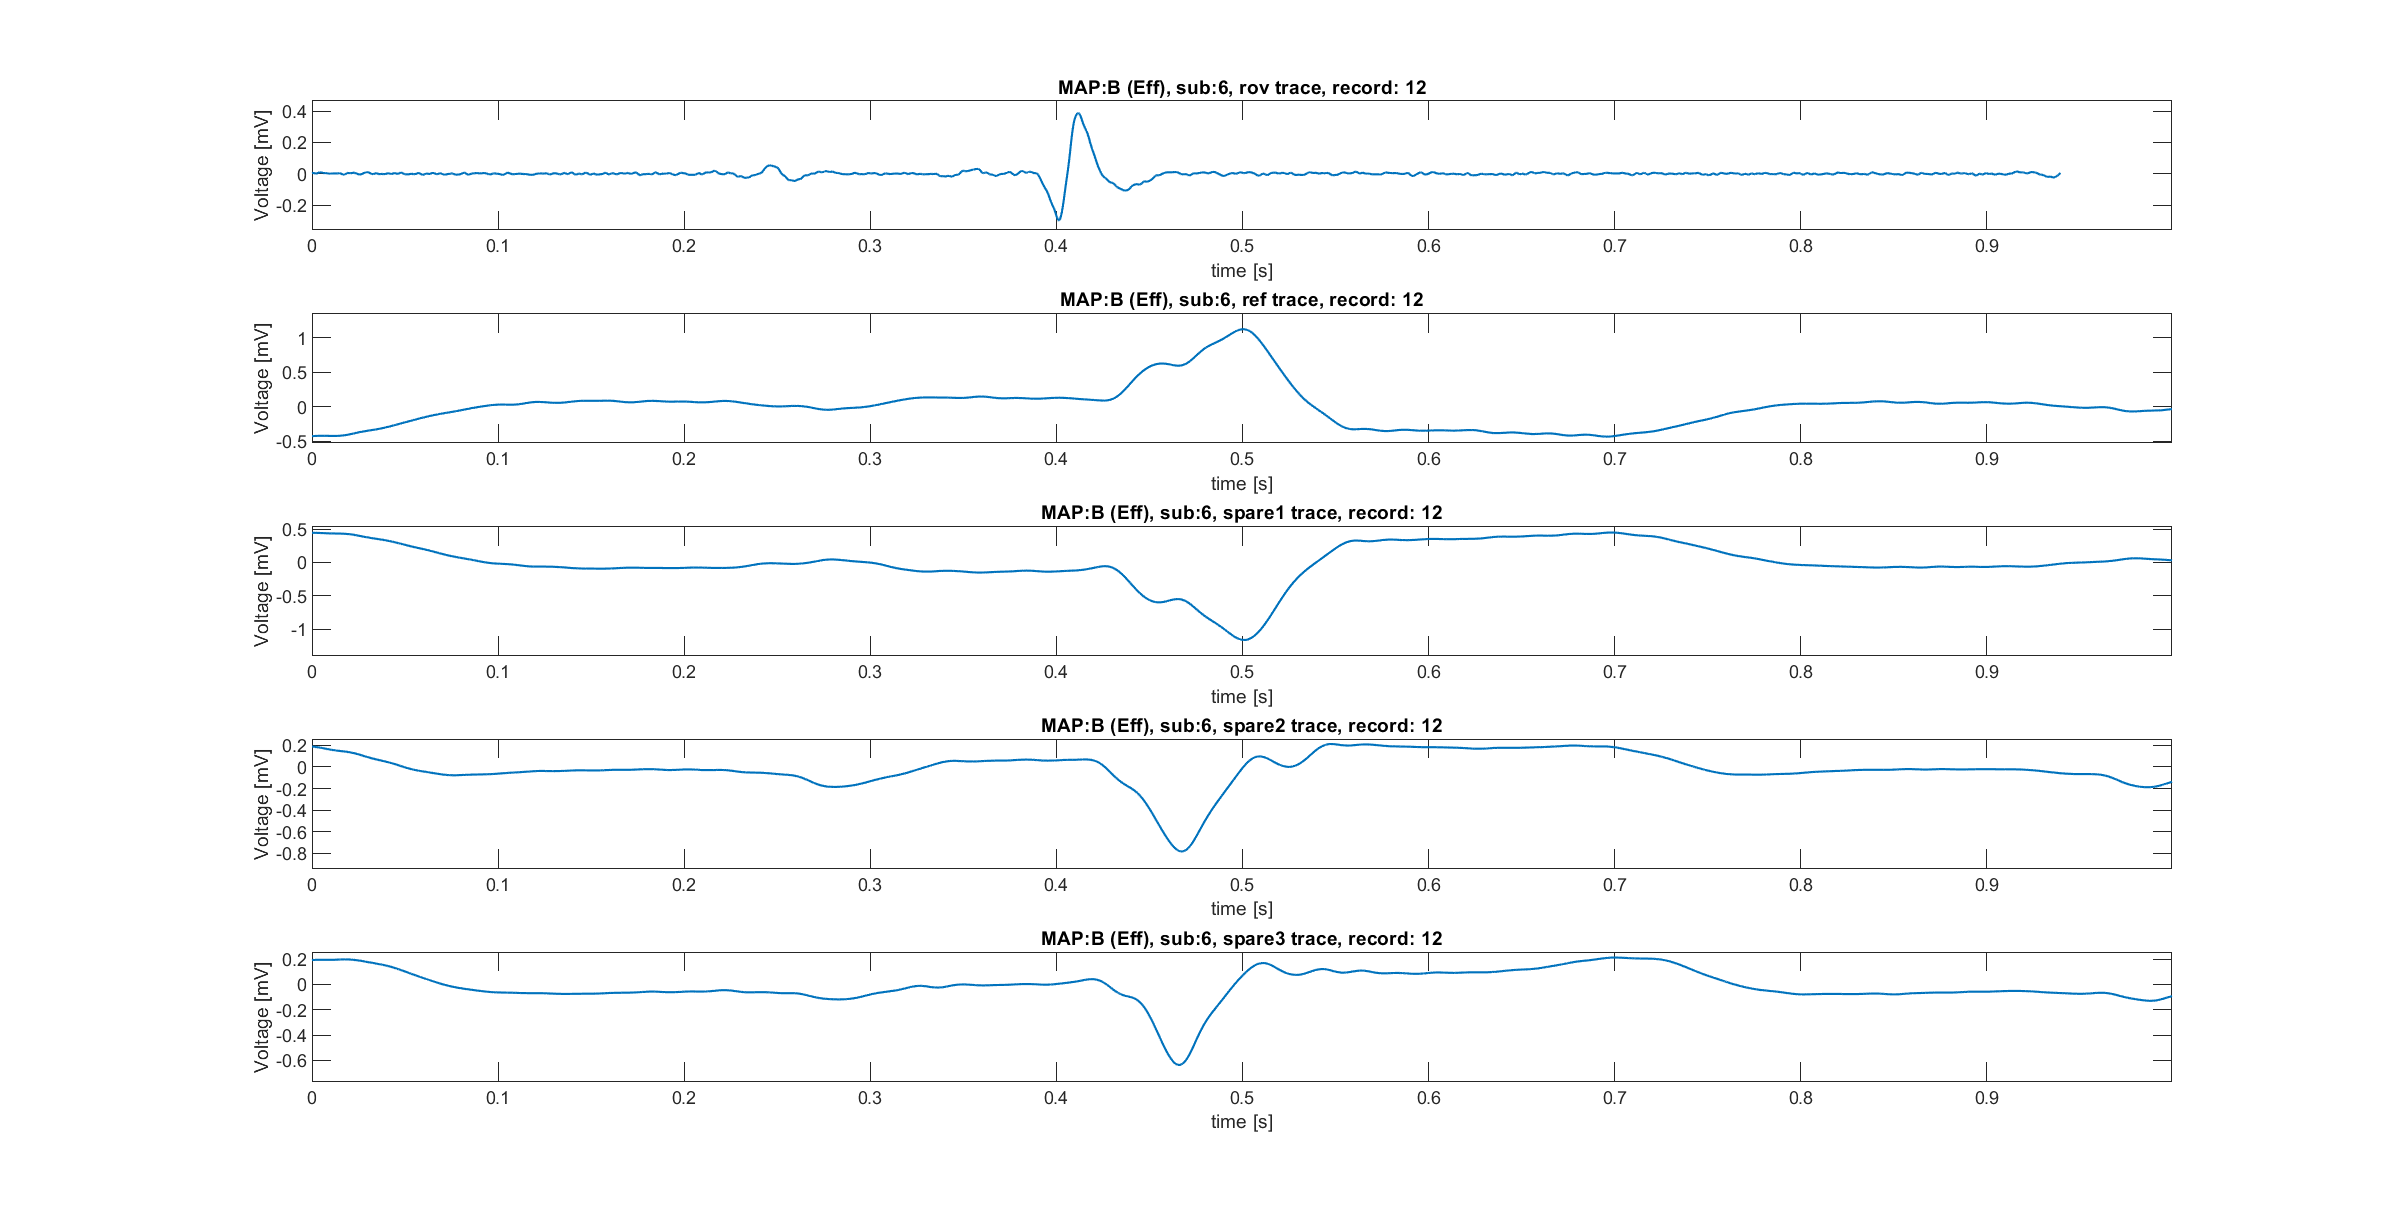 MAP:B (Eff), sub:6, rov trace, record: 12
Voltage [mV]
0.4
0.2
0
-0.2
0 0.1 0.2 0.3 0.4 0.5 0.6 0.7 0.8 0.9
time [s]
MAP:B (Eff), sub:6, ref trace, record: 12
Voltage [mV]
1
0.5
0
-0.5
0 0.1 0.2 0.3 0.4 0.5 0.6 0.7 0.8 0.9
time [s]
MAP:B (Eff), sub:6, spare1 trace, record: 12
Voltage [mV]
0.5
0
-0.5
-1
0 0.1 0.2 0.3 0.4 0.5 0.6 0.7 0.8 0.9
time [s]
MAP:B (Eff), sub:6, spare2 trace, record: 12
Voltage [mV]
0.2
0
-0.2
-0.4
-0.6
-0.8
0 0.1 0.2 0.3 0.4 0.5 0.6 0.7 0.8 0.9
time [s]
MAP:B (Eff), sub:6, spare3 trace, record: 12
Voltage [mV]
0.2
0
-0.2
-0.4
-0.6
0 0.1 0.2 0.3 0.4 0.5 0.6 0.7 0.8 0.9
time [s]